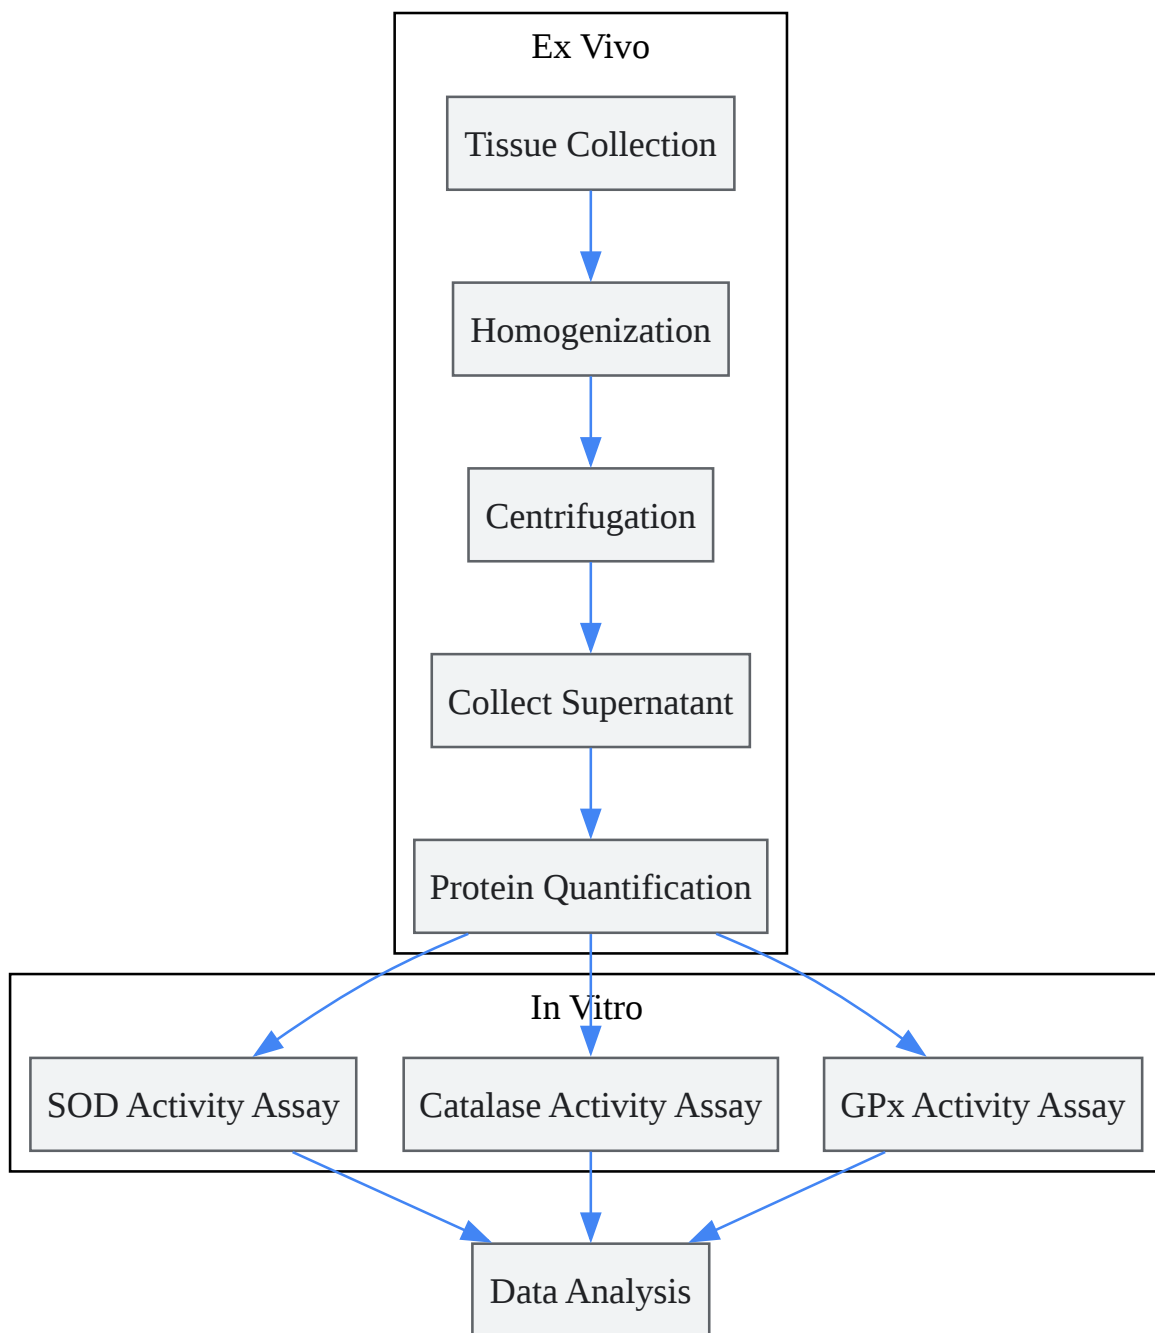 Ex Vivo
Tissue Collection
Homogenization
Centrifugation
Collect Supernatant
Protein Quantification
In Vitro
SOD Activity Assay
Catalase Activity Assay
GPx Activity Assay
Data Analysis